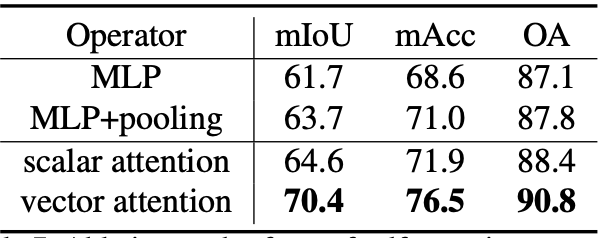 Operator mIoU mAcc OA
MLP 61.7 68.6 87.1
MLP+pooling 63.7 71.0 87.8
scalar attention 64.6 71.9 88.4
vector attention 70.4 76.5 90.8